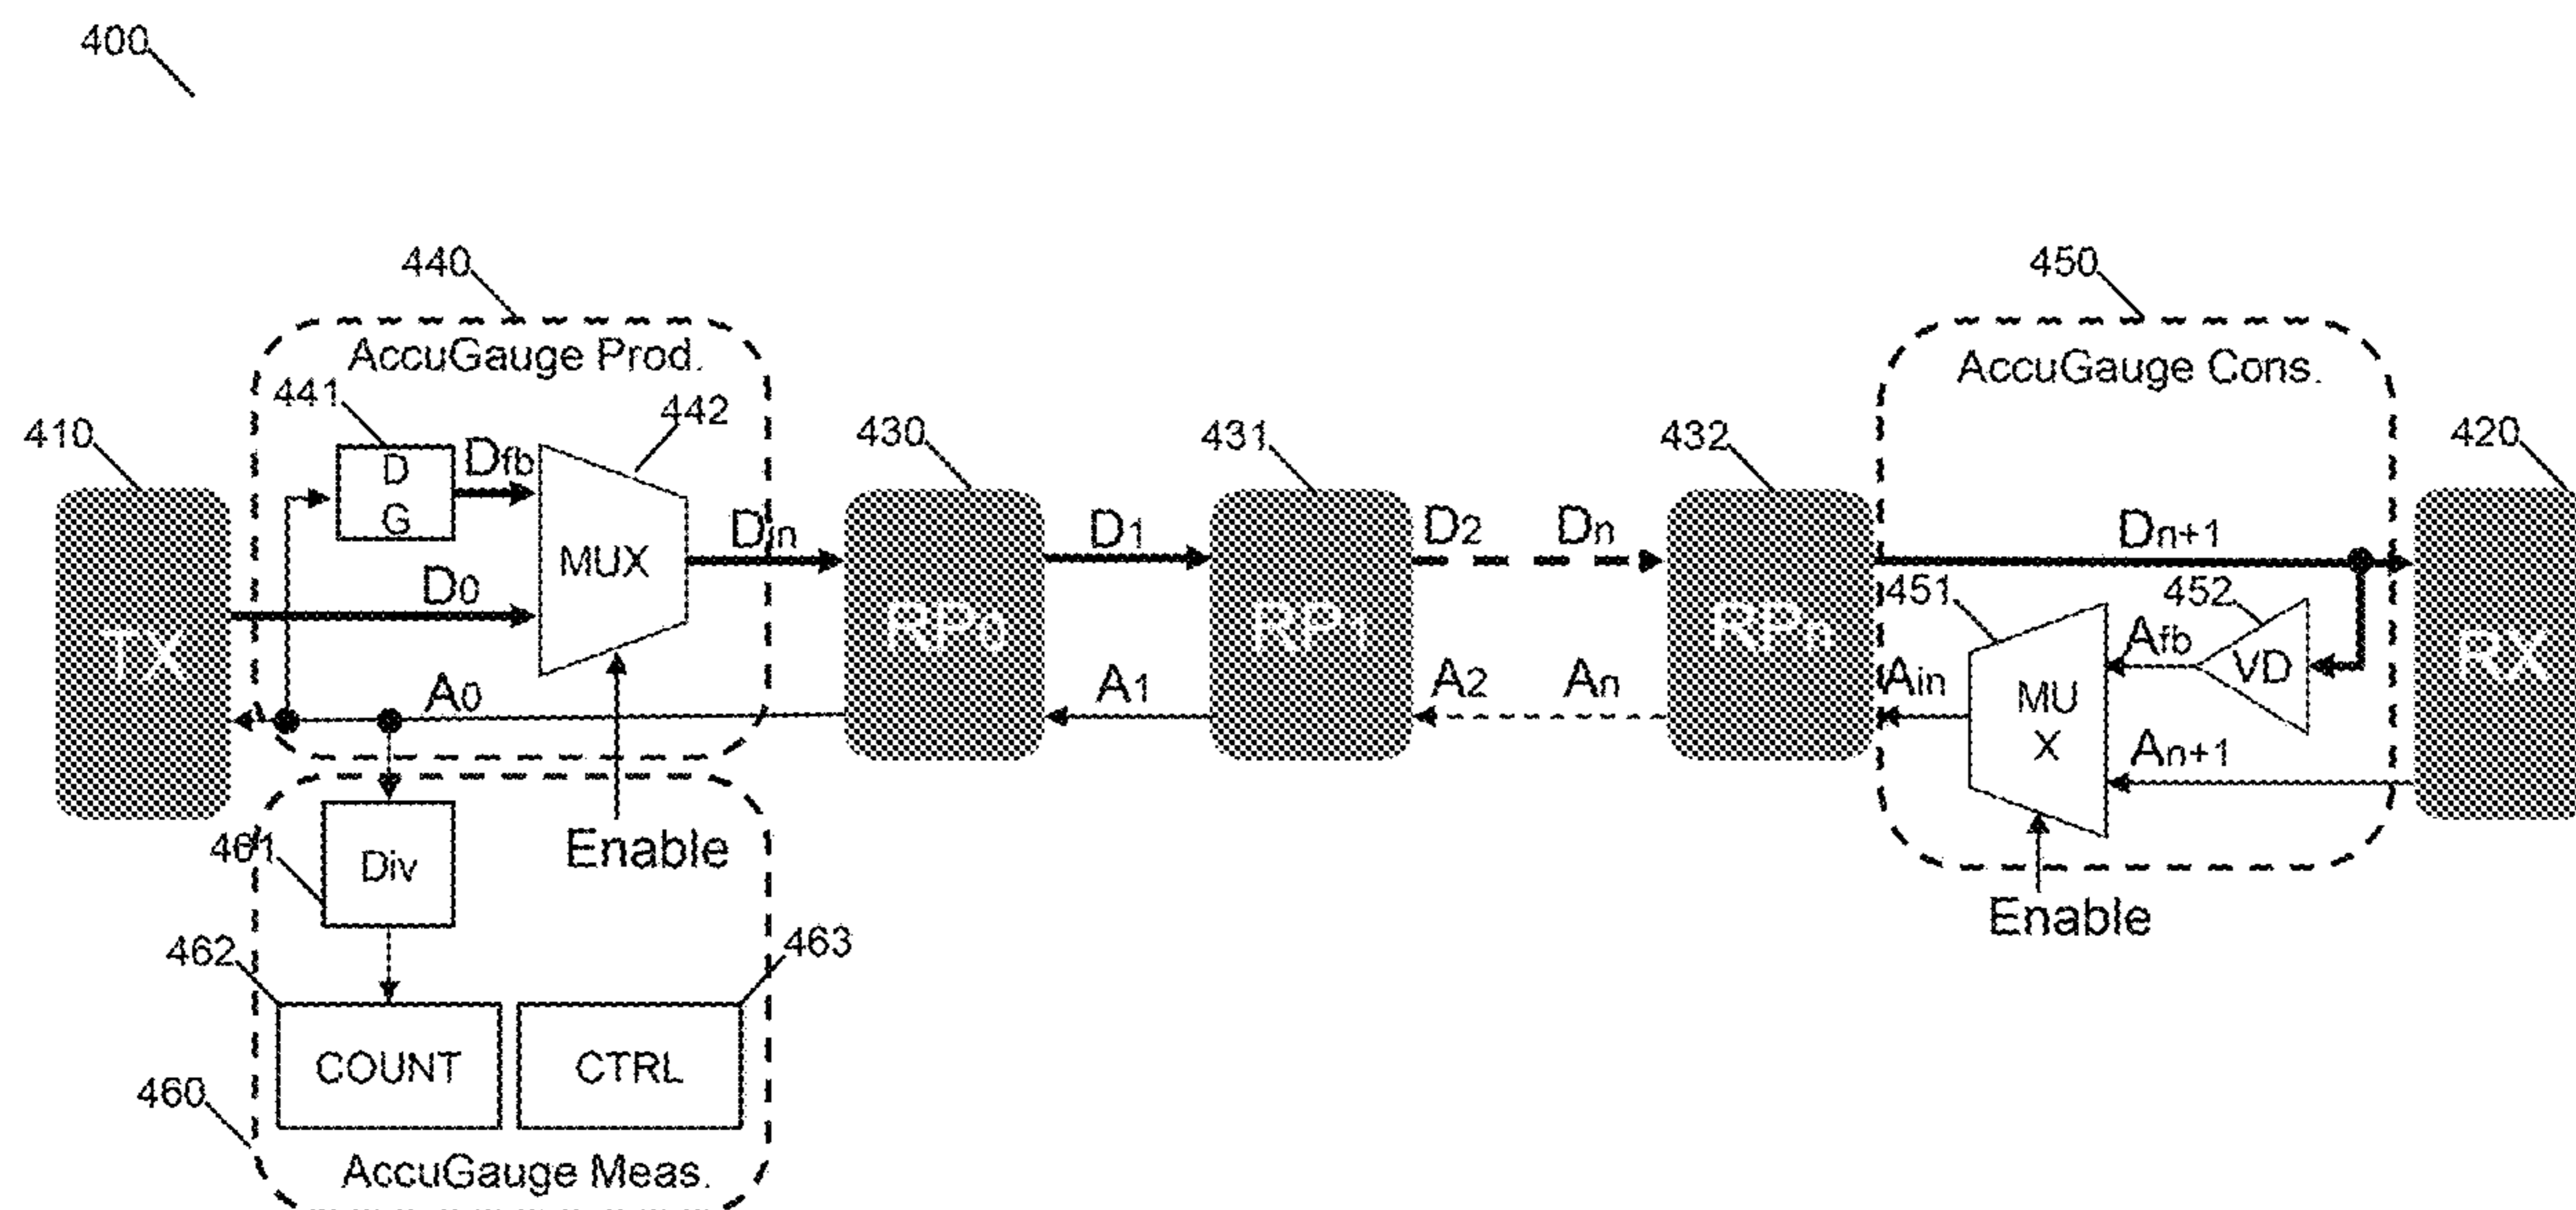 400
440
450
AccuGauge Prod.
AccuGauge Cons.
441
442
410
430
431
432
420
D
G
Dfb
MUX
Din
D1
D2
Dn
Dn+1
D0
451
452
TX
RP0
RP1
RPn
RX
Afb
VD
A0
A1
A2
An
Ain
MU
X
An+1
461
Div
Enable
Enable
462
463
COUNT
CTRL
460
AccuGauge Meas.